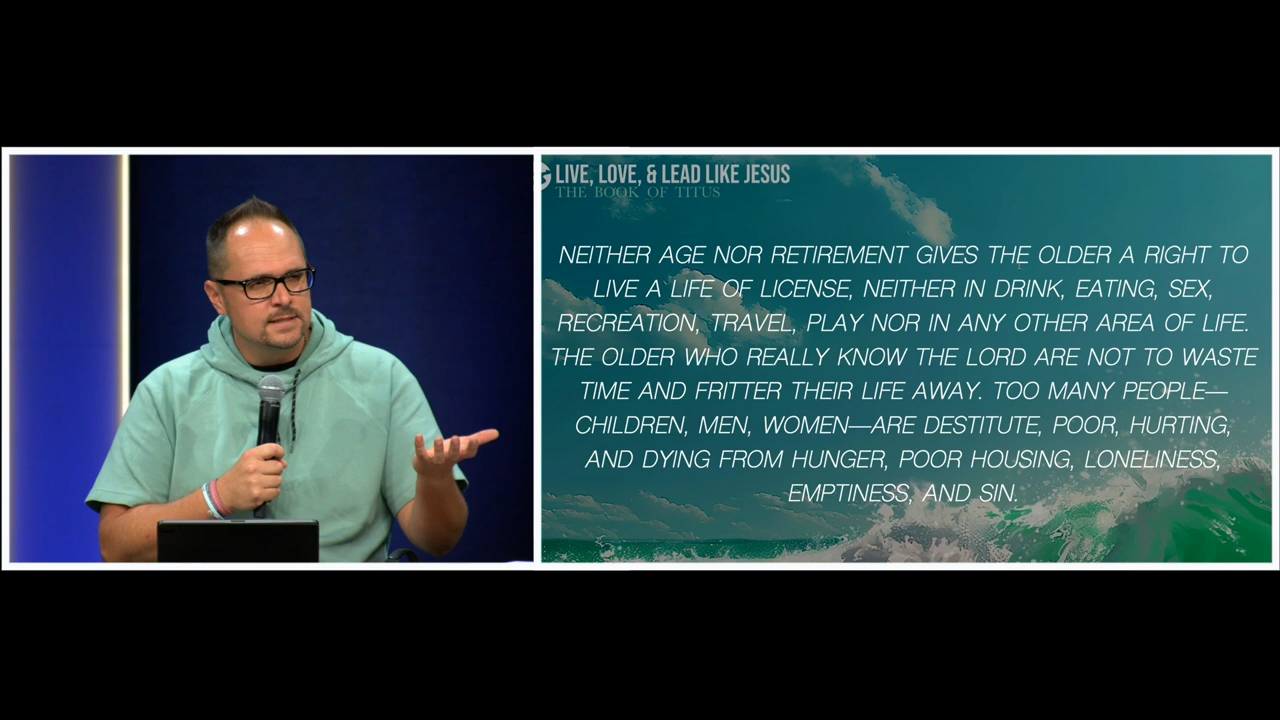 LIVE, LOVE, & LEAD LIKE JESUS
THE BOOK OF TITUS
NEITHER AGE NOR RETIREMENT GIVES THE OLDER A RIGHT TO
LIVE A LIFE OF LICENSE, NEITHER IN DRINK, EATING, SEX,
RECREATION, TRAVEL, PLAY NOR IN ANY OTHER AREA OF LIFE.
THE OLDER WHO REALLY KNOW THE LORD ARE NOT TO WASTE
TIME AND FRITTER THEIR LIFE AWAY. TOO MANY PEOPLE—
CHILDREN, MEN, WOMEN—ARE DESTITUTE, POOR, HURTING,
AND DYING FROM HUNGER, POOR HOUSING, LONELINESS,
EMPTINESS, AND SIN.